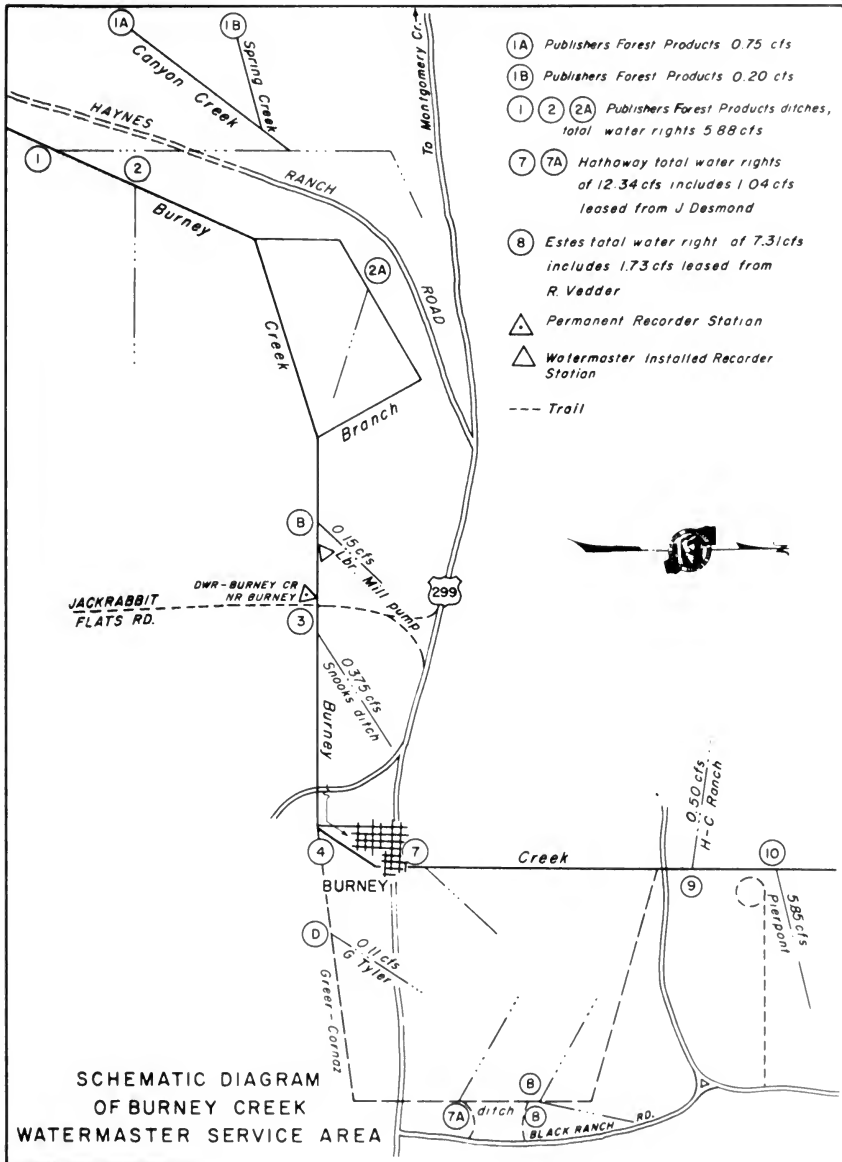 1A
1B
Canyon Creek
Spring Creek
HAYNES
RANCH
ROAD
To Montgomery Cr.
1A Publishers Forest Products 0.75 cfs
1B Publishers Forest Products 0.20 cts
1 2 2A Publishers Forest Products ditches,
total water rights 5.88 cfs
7 7A Hathaway total water rights
of 12.34 cfs includes 1.04 cfs
leased from J Desmond
8 Estes total water right of 7.31 cfs
includes 1.73 cfs leased from
R. Vedder
Permanent Recorder Station
Watermaster Installed Recorder
Station
--- Trail
1
2
Burney
2A
Creek
Branch
B
0.15 cfs
Lbr. Mill pump
DWR-BURNEY CR
NR BURNEY
299
JACKRABBIT
FLATS RD.
3
0.375 cfs
Snooks ditch
Burney
4
BURNEY
7
Creek
0.50 cfs
H-C Ranch
9
10
5.85 cfs
Pierpont
D
0.11 cfs
G Tyler
Greer-Cornaz
8
7A
ditch
8
BLACK RANCH RD.
SCHEMATIC DIAGRAM
OF BURNEY CREEK
WATERMASTER SERVICE AREA